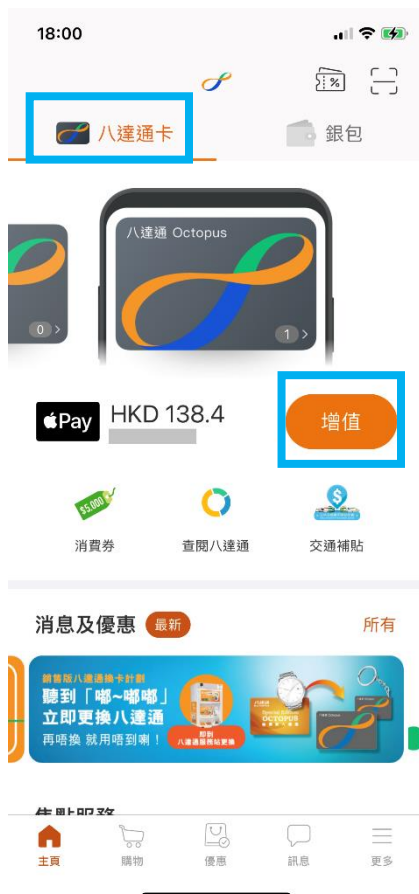 18:00
八達通卡
銀包
八達通 Octopus
0
1
Pay
HKD 138.4
增值
$5,000
消費券
查閱八達通
交通補貼
消息及優惠
最新
所有
銷售版八達通換卡計劃
聽到「嘟~嘟嘟」
立即更換八達通
再唔換 就用唔到喇！
即到
八達通服務站更換
OCTOPUS
焦點服務
主頁
購物
優惠
訊息
更多